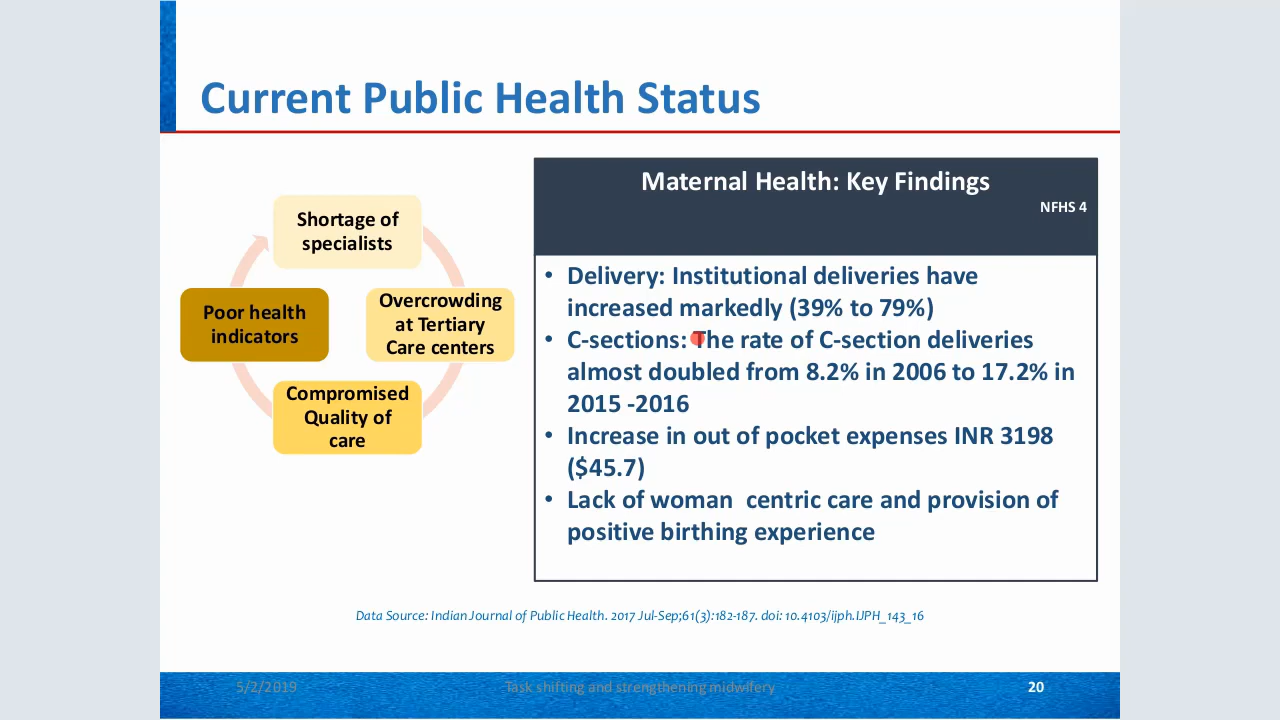 Current Public Health Status
Shortage of
specialists
Overcrowding
at Tertiary
Care centers
Compromised
Quality of
care
Poor health
indicators
Maternal Health: Key Findings
NFHS 4
• Delivery: Institutional deliveries have
increased markedly (39% to 79%)
• C-sections: The rate of C-section deliveries
almost doubled from 8.2% in 2006 to 17.2% in
2015 -2016
• Increase in out of pocket expenses INR 3198
($45.7)
• Lack of woman  centric care and provision of
positive birthing experience
Data Source: Indian Journal of Public Health. 2017 Jul-Sep;61(3):182-187. doi: 10.4103/ijph.IJPH_143_16
5/2/2019
Task shifting and strengthening midwifery
20